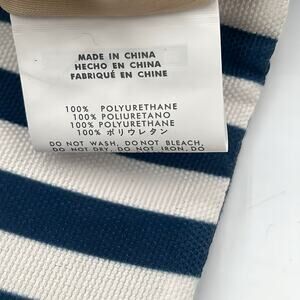 MADE IN CHINA
HECHO EN CHINA
FABRIQUÉ EN CHINE
100% POLYURETHANE
100% POLIURETANO
100% POLYURETHANE
100% ポリウレタン
DO NOT WASH, DO NOT BLEACH,
DO NOT DRY, DO NOT IRON, DO